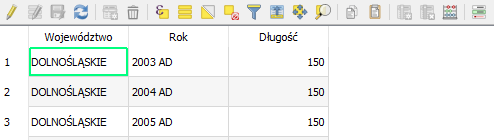 Województwo Rok Długość
1 DOLNOŚLĄSKIE 2003 AD 150
2 DOLNOŚLĄSKIE 2004 AD 150
3 DOLNOŚLĄSKIE 2005 AD 150